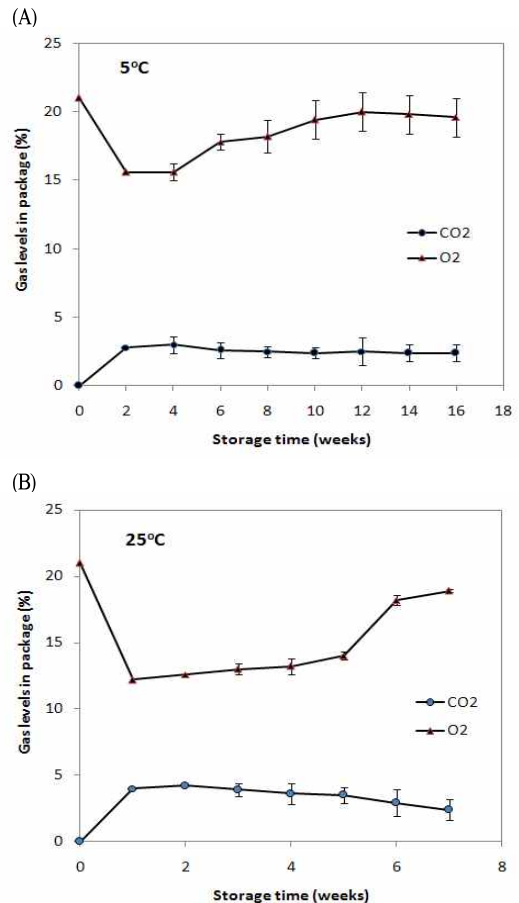 (A)
25
5°C
20
15
10
5
0
Gas levels in package (%)
CO2
O2
0 2 4 6 8 10 12 14 16 18
Storage time (weeks)
(B)
25
25°C
20
15
10
5
0
Gas levels in package (%)
CO2
O2
0 2 4 6 8
Storage time (weeks)